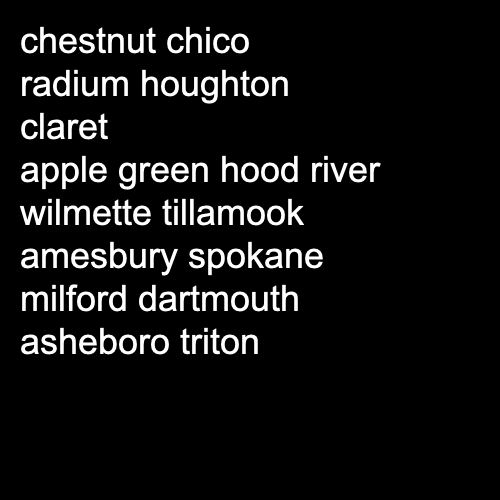 chestnut chico
radium houghton
claret
apple green hood river
wilmette tillamook
amesbury spokane
milford dartmouth
asheboro triton